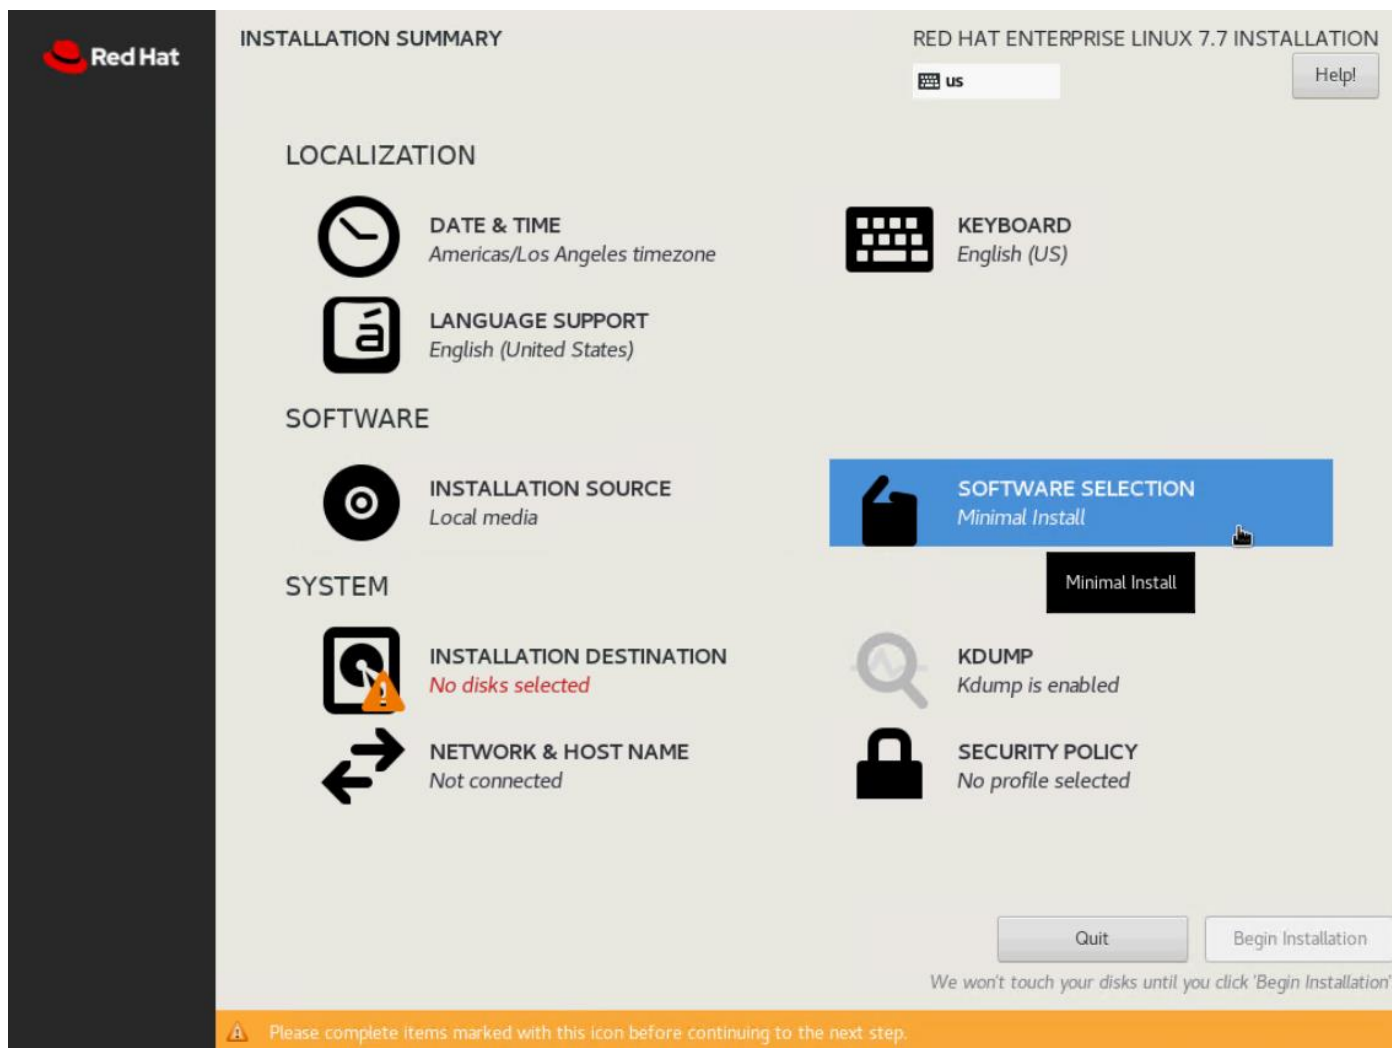 Red Hat
INSTALLATION SUMMARY
RED HAT ENTERPRISE LINUX 7.7 INSTALLATION
us
Help!
LOCALIZATION
DATE & TIME
Americas/Los Angeles timezone
KEYBOARD
English (US)
á
LANGUAGE SUPPORT
English (United States)
SOFTWARE
INSTALLATION SOURCE
Local media
SOFTWARE SELECTION
Minimal Install
Minimal Install
SYSTEM
INSTALLATION DESTINATION
No disks selected
KDUMP
Kdump is enabled
NETWORK & HOST NAME
Not connected
SECURITY POLICY
No profile selected
Quit
Begin Installation
We won't touch your disks until you click 'Begin Installation'
Please complete items marked with this icon before continuing to the next step.